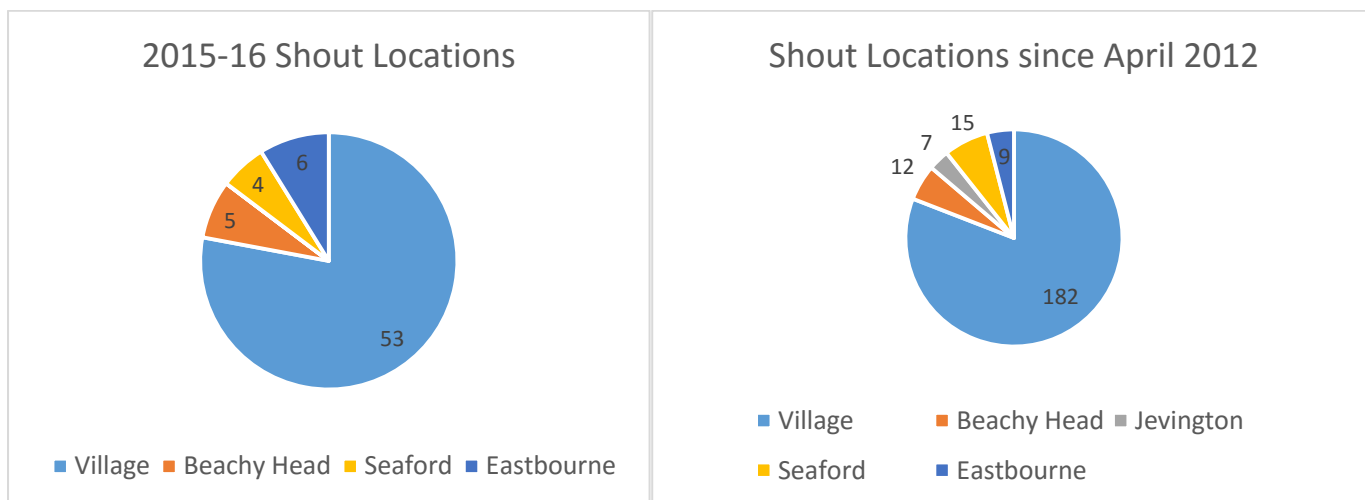 2015-16 Shout Locations
6
4
5
53
Village Beachy Head Seaford Eastbourne
Shout Locations since April 2012
15
7
9
12
182
Village Beachy Head Jevington
Seaford Eastbourne